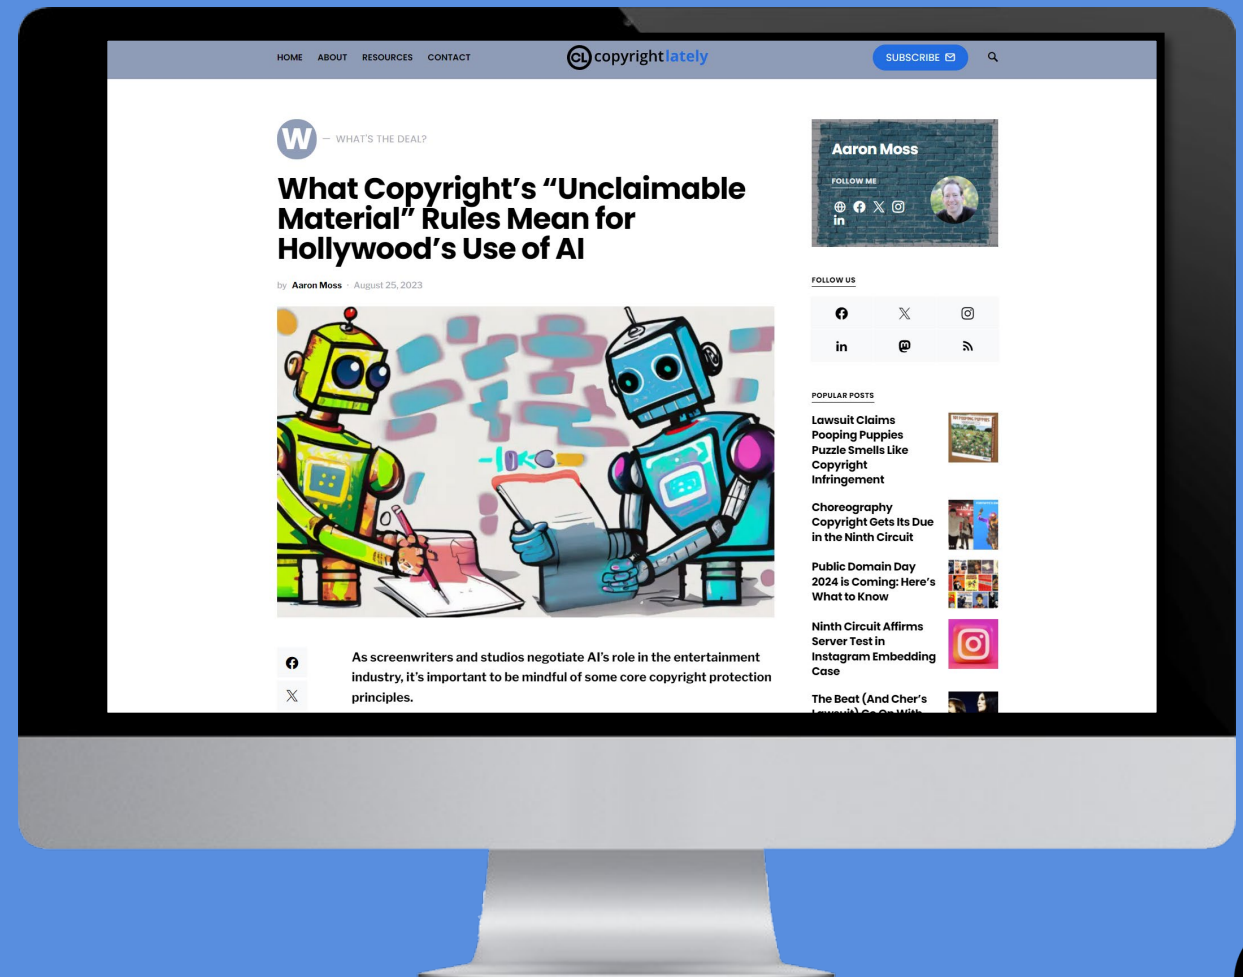 HOME ABOUT RESOURCES CONTACT
CL copyrightlately
SUBSCRIBE
W — WHAT'S THE DEAL?
What Copyright's “Unclaimable
Material” Rules Mean for
Hollywood's Use of AI
by Aaron Moss · August 25, 2023
As screenwriters and studios negotiate AI's role in the entertainment
industry, it's important to be mindful of some core copyright protection
principles.
Aaron Moss
FOLLOW ME
FOLLOW US
POPULAR POSTS
Lawsuit Claims
Pooping Puppies
Puzzle Smells Like
Copyright
Infringement
Choreography
Copyright Gets Its Due
in the Ninth Circuit
Public Domain Day
2024 is Coming: Here's
What to Know
Ninth Circuit Affirms
Server Test in
Instagram Embedding
Case
The Beat (And Cher's
Lawsuit) Go On With